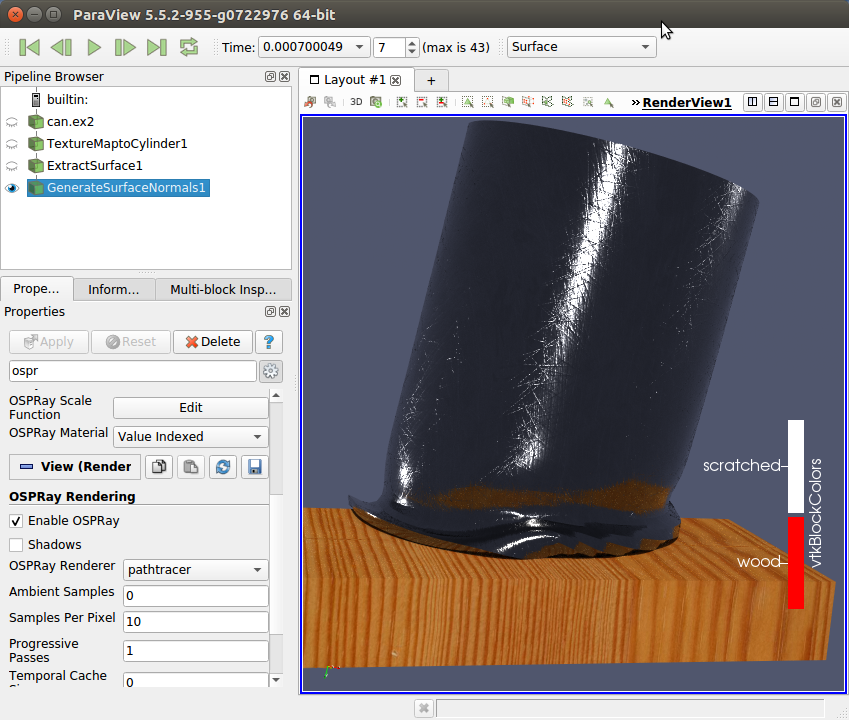 ParaView 5.5.2-955-g0722976 64-bit
Time: 0.000700049 7 (max is 43) Surface
Pipeline Browser
builtin:
can.ex2
TextureMaptoCylinder1
ExtractSurface1
GenerateSurfaceNormals1
Prope... Inform... Multi-block Insp...
Properties
Apply Reset Delete ?
ospr
OSPRay Scale
Function
Edit
OSPRay Material Value Indexed
View (Render
OSPRay Rendering
Enable OSPRay
Shadows
OSPRay Renderer pathtracer
Ambient Samples 0
Samples Per Pixel 10
Progressive
Passes
1
Temporal Cache
0
Layout #1 +
3D » RenderView1
scratched
wood
vtkBlockColors